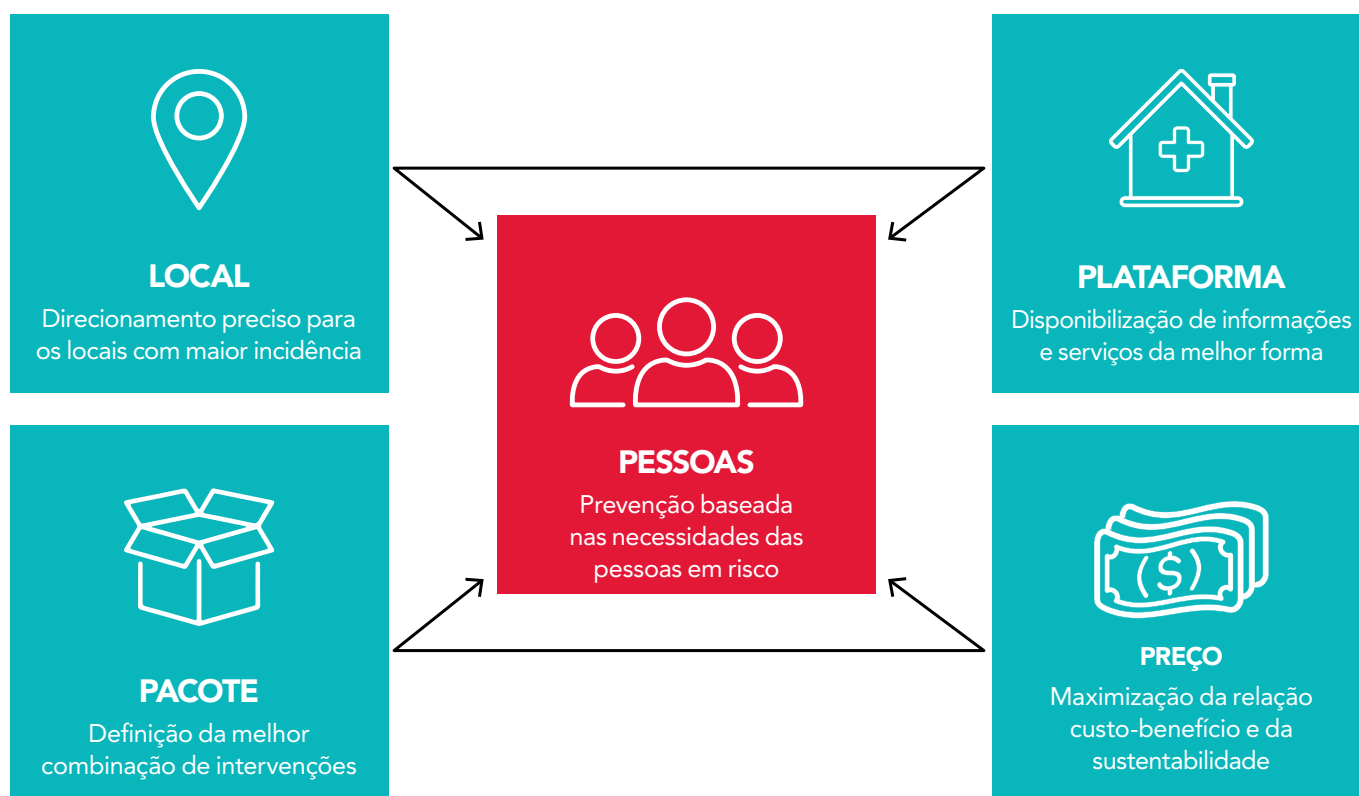 LOCAL
Direcionamento preciso para
os locais com maior incidência
PLATAFORMA
Disponibilização de informações
e serviços da melhor forma
PESSOAS
Prevenção baseada
nas necessidades das
pessoas em risco
PACOTE
Definição da melhor
combinação de intervenções
($)
PREÇO
Maximização da relação
custo-benefício e da
sustentabilidade